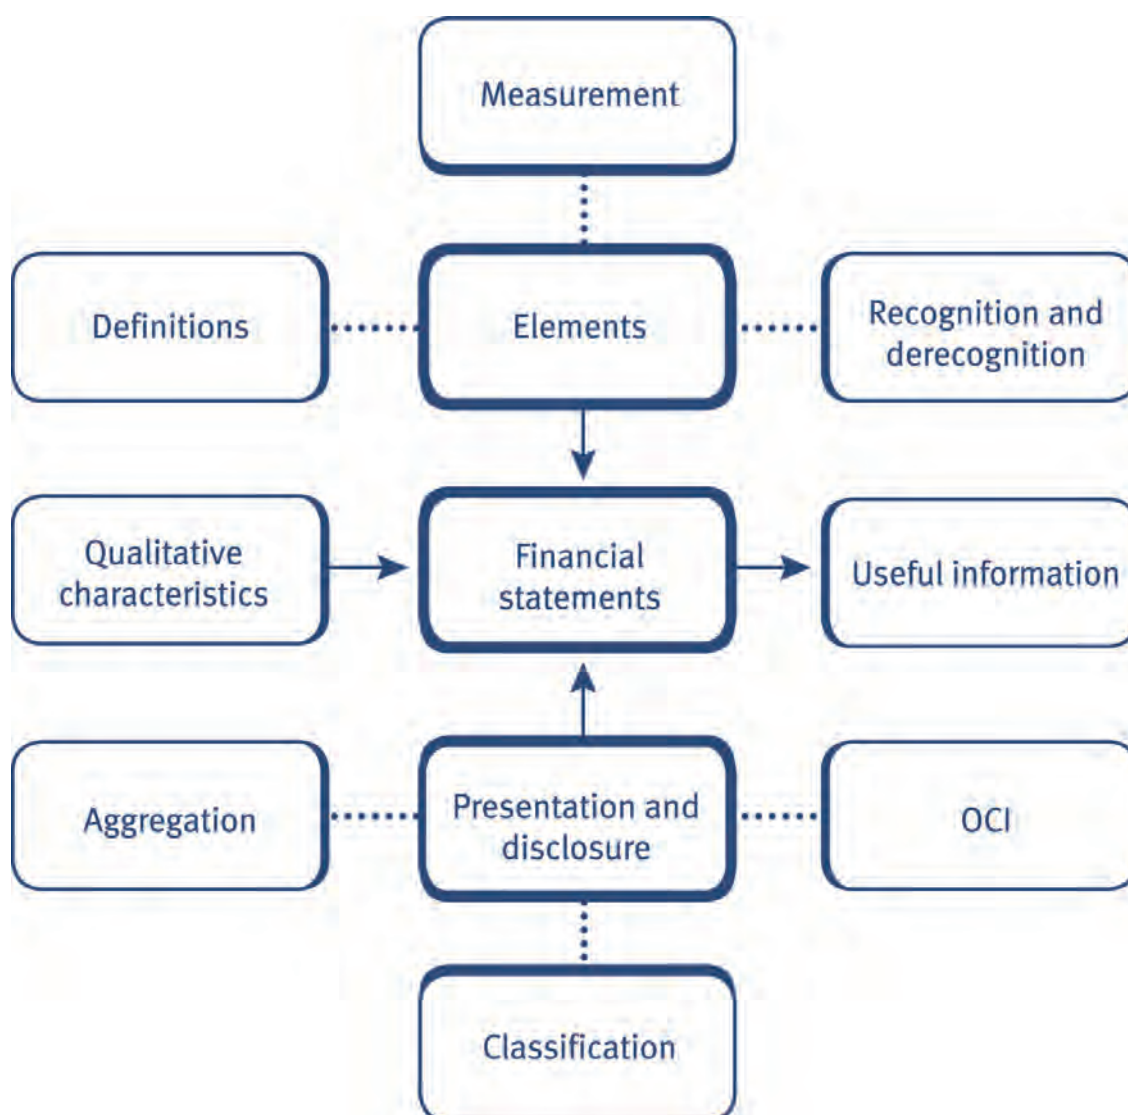 Measurement
Definitions
Elements
Recognition and
derecognition
Qualitative
characteristics
Financial
statements
Useful information
Aggregation
Presentation and
disclosure
OCI
Classification